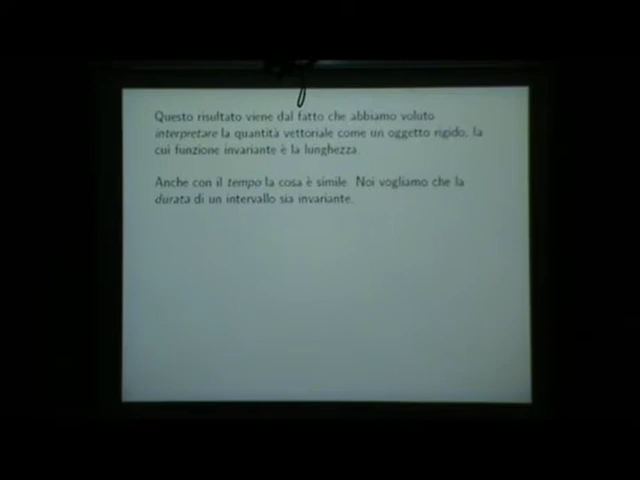 Questo risultato viene dal fatto che abbiamo voluto
interpretare la quantità vettoriale come un oggetto rigido, la
cui funzione invariante è la lunghezza.
Anche con il tempo la cosa è simile. Noi vogliamo che la
durata di un intervallo sia invariante.